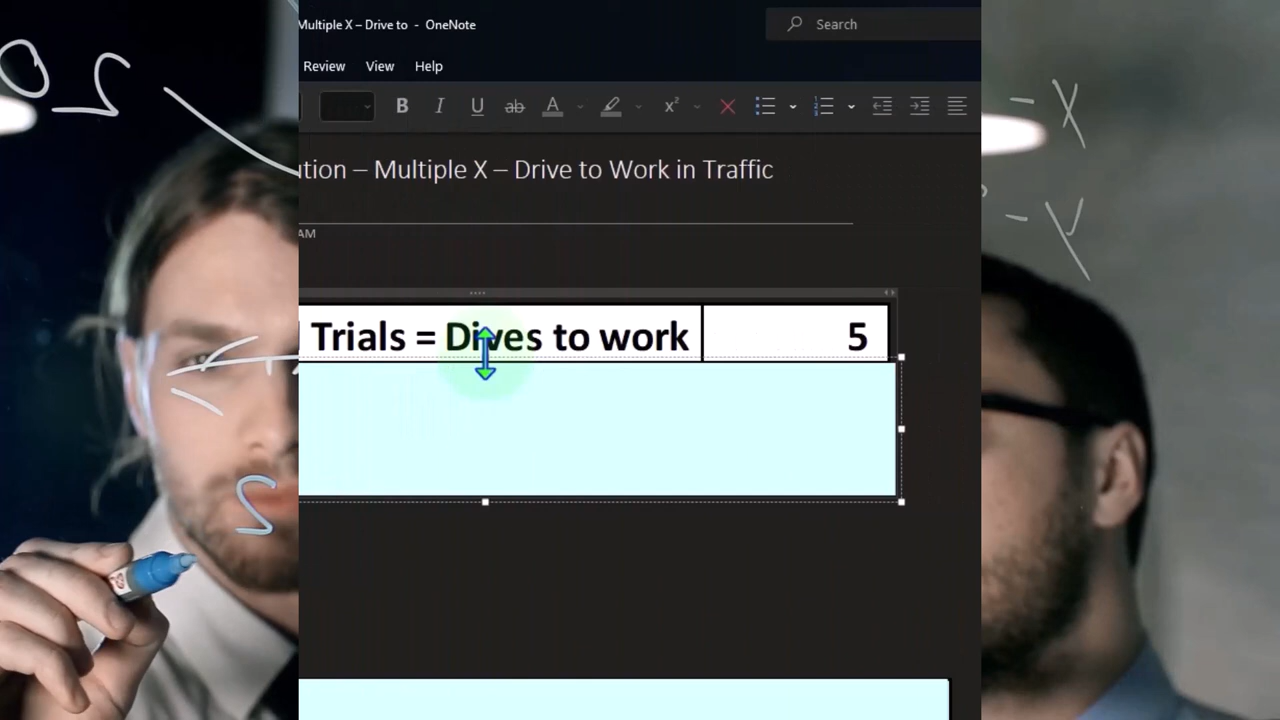 Multiple X – Drive to - OneNote
Search
Review View Help
B I U ab A x²
tion – Multiple X – Drive to Work in Traffic
AM
Trials = Dives to work 5
- X
- Y